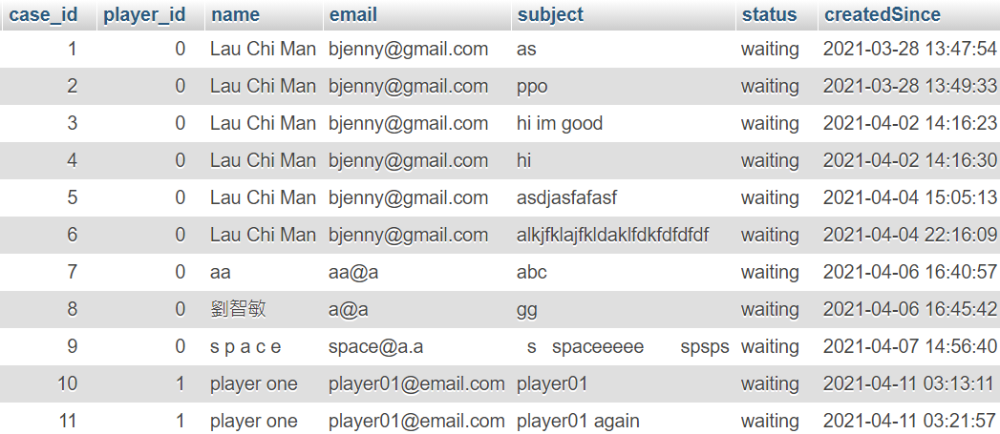 case_id player_id name email subject status createdSince
1 0 Lau Chi Man bjenny@gmail.com as waiting 2021-03-28 13:47:54
2 0 Lau Chi Man bjenny@gmail.com ppo waiting 2021-03-28 13:49:33
3 0 Lau Chi Man bjenny@gmail.com hi im good waiting 2021-04-02 14:16:23
4 0 Lau Chi Man bjenny@gmail.com hi waiting 2021-04-02 14:16:30
5 0 Lau Chi Man bjenny@gmail.com asdjasfafasf waiting 2021-04-04 15:05:13
6 0 Lau Chi Man bjenny@gmail.com alkjfklajfkldaklfdkfdfdfdf waiting 2021-04-04 22:16:09
7 0 aa aa@a abc waiting 2021-04-06 16:40:57
8 0 劉智敏 a@a gg waiting 2021-04-06 16:45:42
9 0 s p a c e space@a.a s spaceeeee spsps waiting 2021-04-07 14:56:40
10 1 player one player01@email.com player01 waiting 2021-04-11 03:13:11
11 1 player one player01@email.com player01 again waiting 2021-04-11 03:21:57